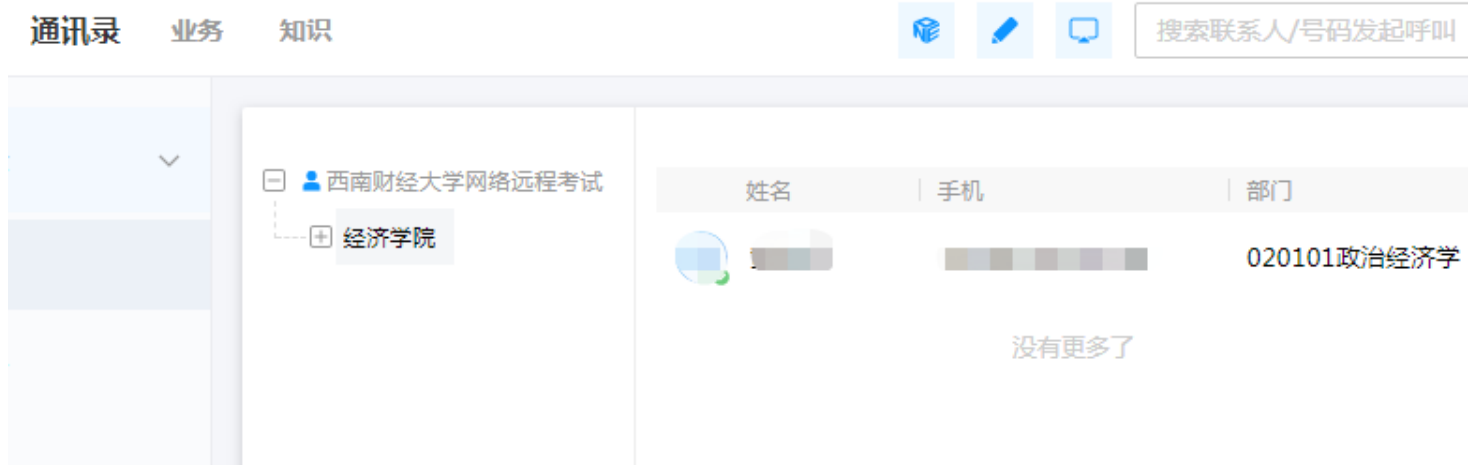 通讯录 业务 知识 搜索联系人/号码发起呼叫
西南财经大学网络远程考试
姓名 手机 部门
经济学院
020101政治经济学
没有更多了